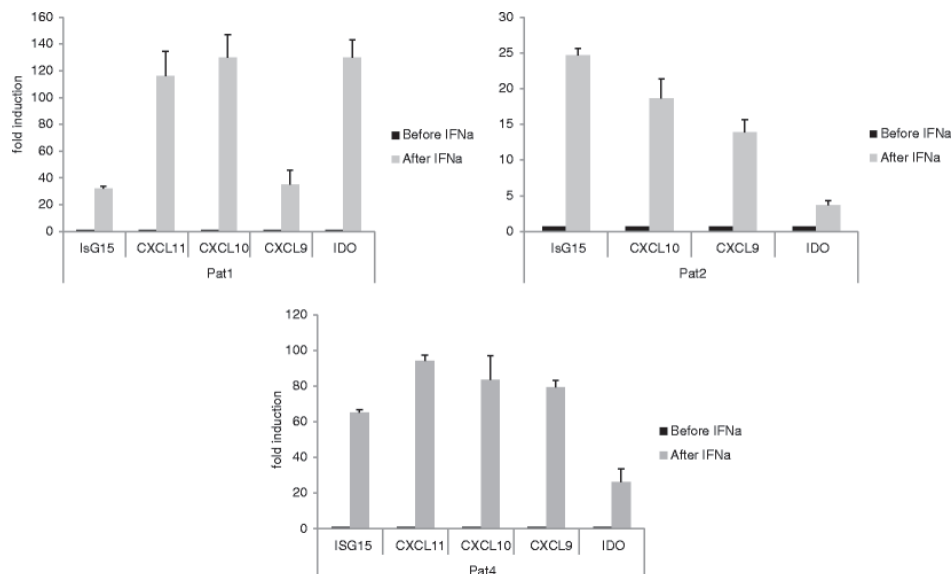 160
140
120
100
80
60
40
20
0
fold induction
IsG15 CXCL11 CXCL10 CXCL9 IDO
Pat1
Before IFNa
After IFNa
30
25
20
15
10
5
0
IsG15 CXCL10 CXCL9 IDO
Pat2
Before IFNa
After IFNa
120
100
80
60
40
20
0
fold induction
ISG15 CXCL11 CXCL10 CXCL9 IDO
Pat4
Before IFNa
After IFNa